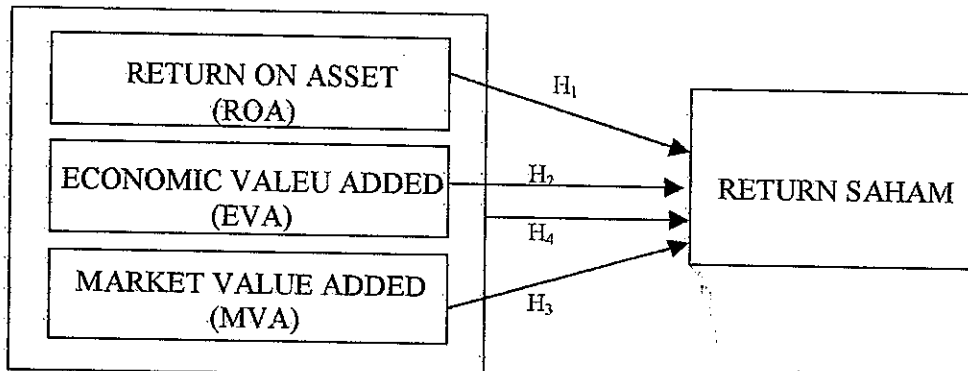 RETURN ON ASSET
(ROA)
H1
ECONOMIC VALEU ADDED
(EVA)
H2
RETURN SAHAM
H4
MARKET VALUE ADDED
(MVA)
H3